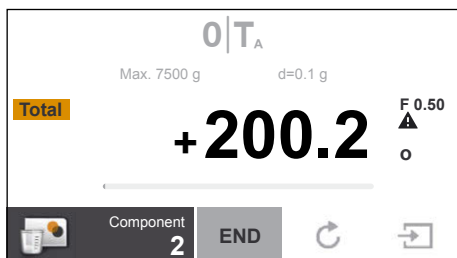 0|TA
Max. 7500 g d=0.1 g
Total
+200.2
F 0.50
o
Component
2
END